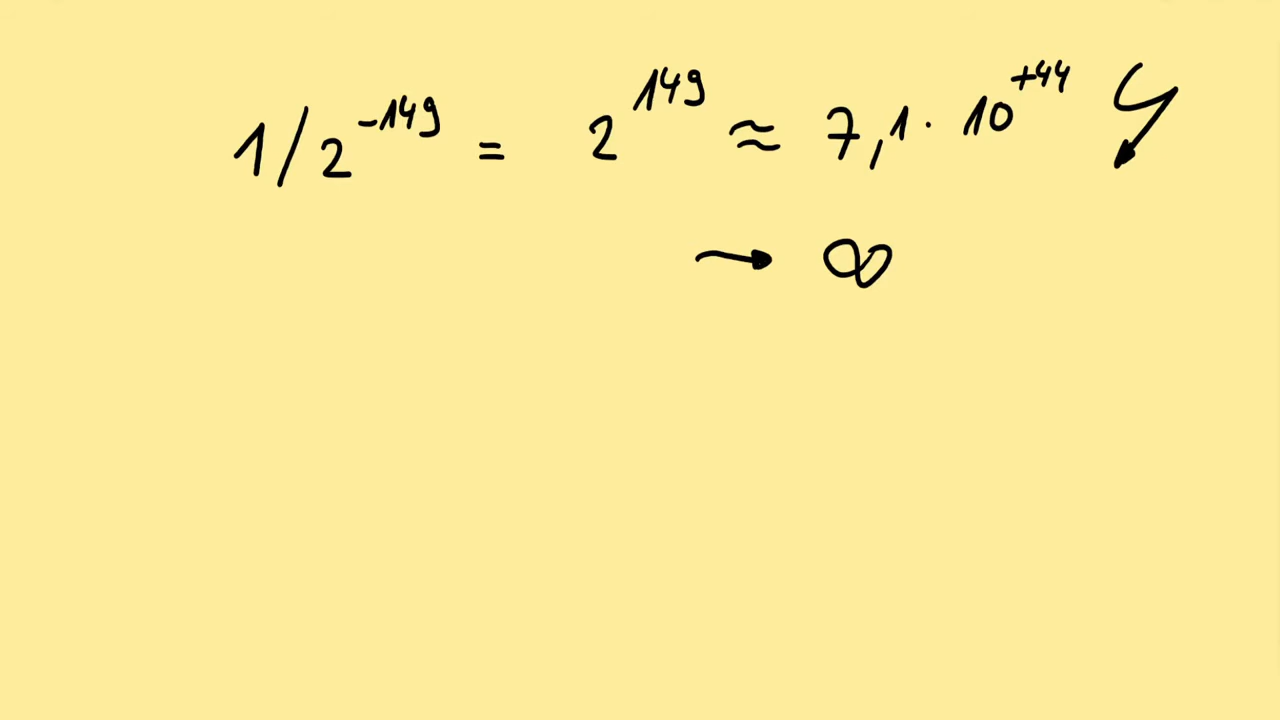 1/2^-149 = 2^149 ≈ 7,1 · 10^+44 ↯
→ ∞